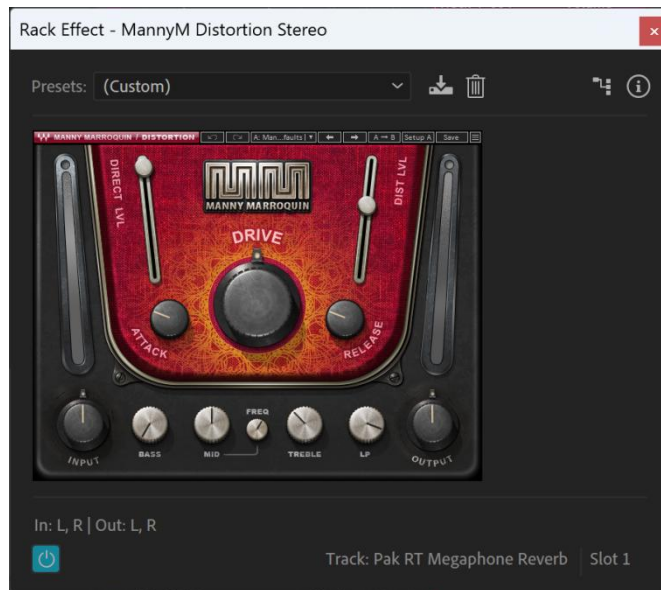 Rack Effect - MannyM Distortion Stereo
×
Presets: (Custom)
MANNY MARROQUIN / DISTORTION A: Man...faults| A → B Setup A Save
DIRECT LVL
MANNY MARROQUIN
DIST LVL
DRIVE
ATTACK
RELEASE
INPUT
BASS
MID
FREQ
TREBLE
LP
OUTPUT
In: L, R | Out: L, R
Track: Pak RT Megaphone Reverb Slot 1